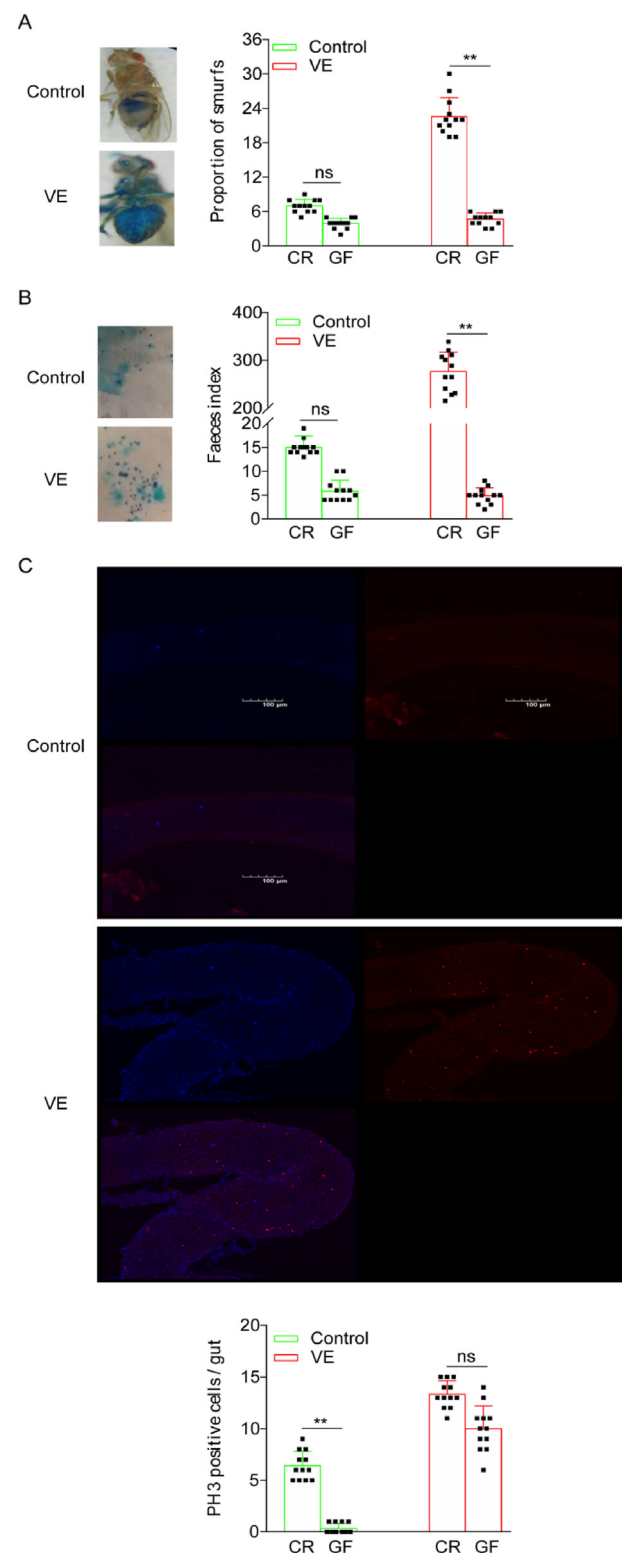 A
Control
VE
Proportion of smurfs
36
30
24
18
12
6
0
Control
VE
ns
**
CR GF CR GF
B
Control
VE
Faeces index
400
300
200
20
15
10
5
0
Control
VE
ns
**
CR GF CR GF
C
Control
100 μm
100 μm
100 μm
VE
PH3 positive cells / gut
20
15
10
5
0
Control
VE
**
ns
CR GF CR GF